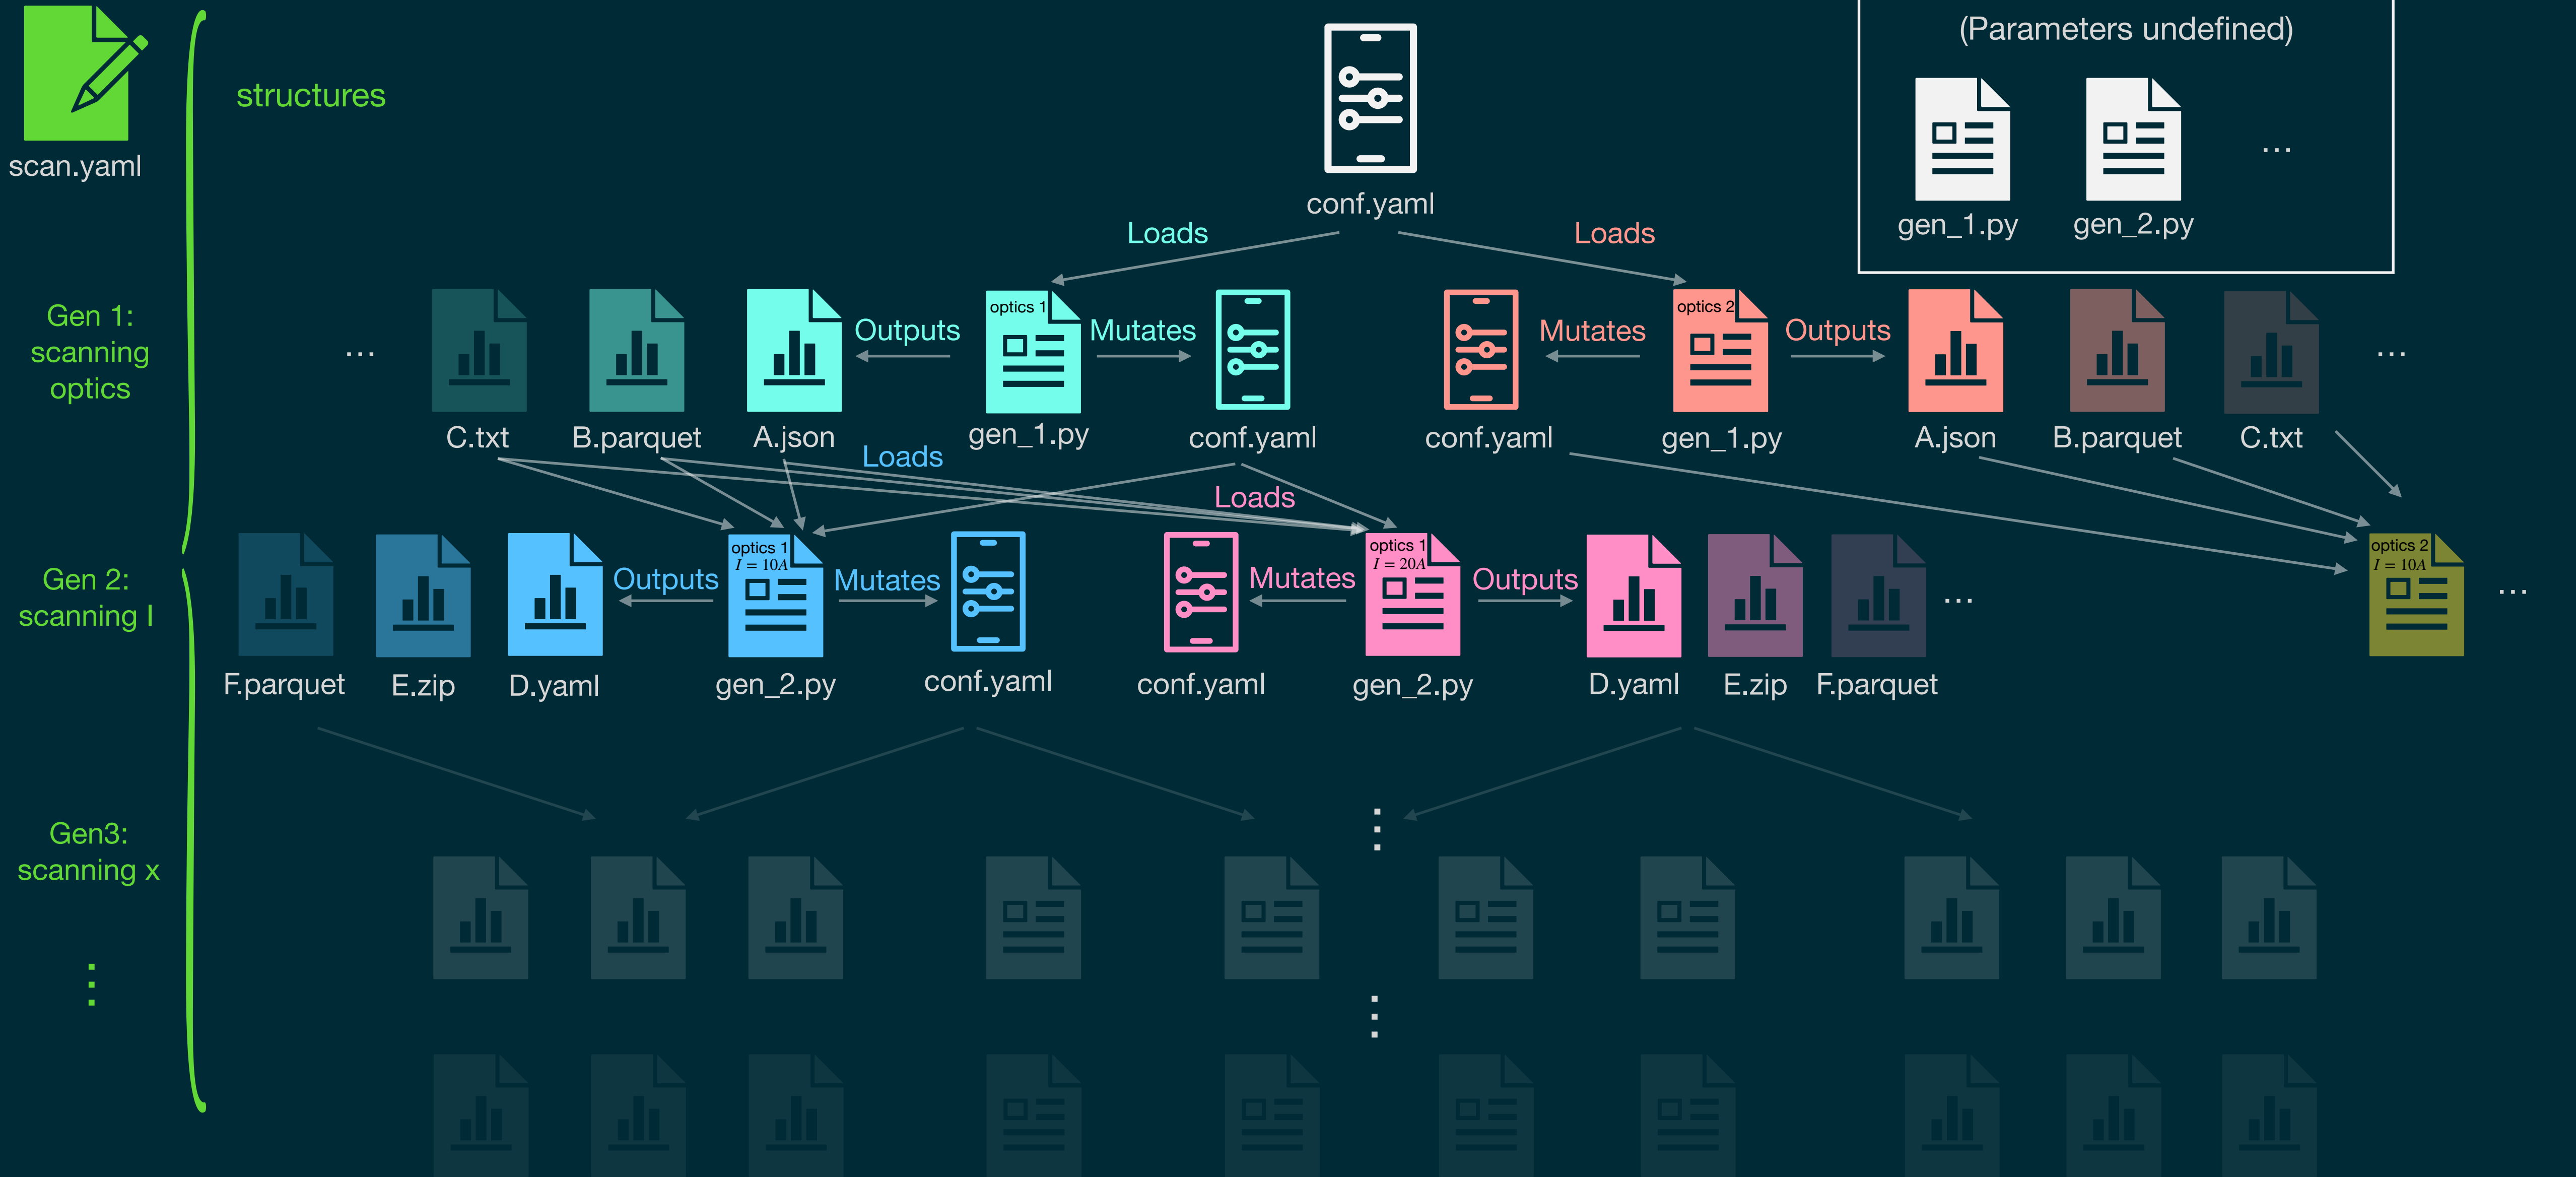 (Parameters undefined)
structures
scan.yaml
conf.yaml
gen_1.py
gen_2.py
...
Loads
Loads
Gen 1:
scanning
optics
...
Outputs
optics 1
Mutates
Mutates
optics 2
Outputs
...
C.txt
B.parquet
A.json
gen_1.py
conf.yaml
conf.yaml
gen_1.py
A.json
B.parquet
C.txt
Loads
Loads
Gen 2:
scanning I
Outputs
optics 1
I = 10A
Mutates
Mutates
optics 1
I = 20A
Outputs
...
optics 2
I = 10A
...
F.parquet
E.zip
D.yaml
gen_2.py
conf.yaml
conf.yaml
gen_2.py
D.yaml
E.zip
F.parquet
Gen3:
scanning x